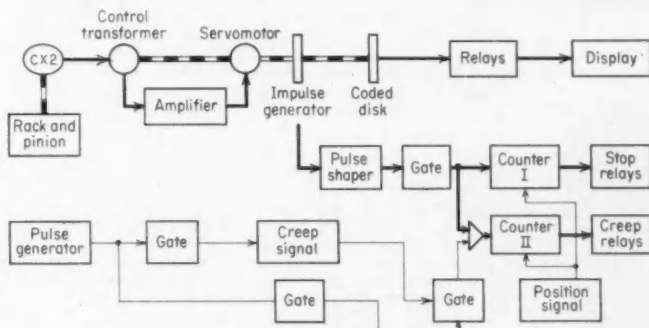 Control
transformer
Servomotor
CX2
Relays
Display
Amplifier
Impulse
generator
Coded
disk
Rack and
pinion
Pulse
shaper
Gate
Counter
I
Stop
relays
Pulse
generator
Gate
Creep
signal
Counter
II
Creep
relays
Gate
Gate
Position
signal